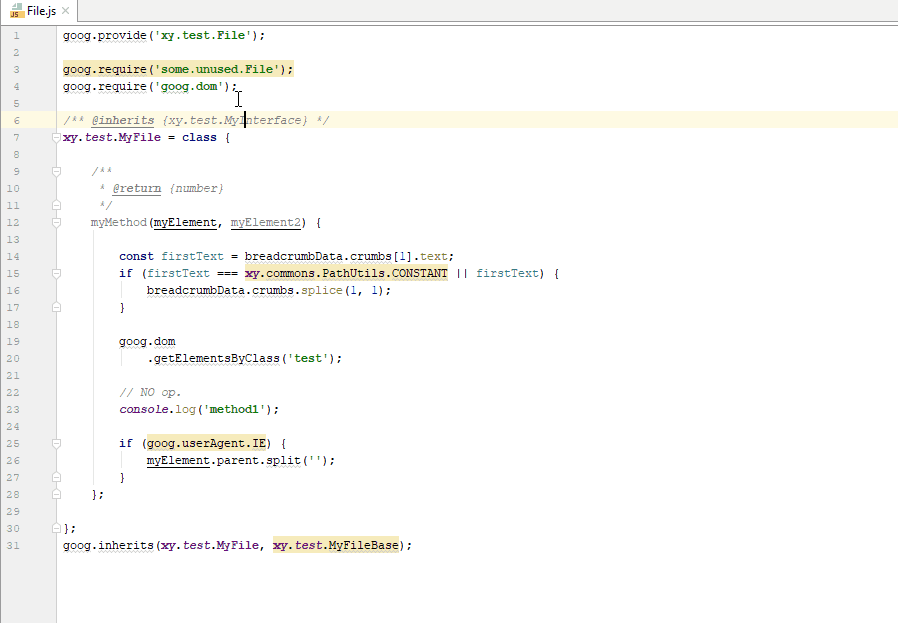 File.js
1 goog.provide('xy.test.File');
2
3 goog.require('some.unused.File');
4 goog.require('goog.dom');
5
6 /** @inherits {xy.test.MyInterface} */
7 xy.test.MyFile = class {
8
9 /**
10 * @return {number}
11 */
12 myMethod(myElement, myElement2) {
13
14 const firstText = breadcrumbData.crumbs[1].text;
15 if (firstText === xy.commons.PathUtils.CONSTANT || firstText) {
16 breadcrumbData.crumbs.splice(1, 1);
17 }
18
19 goog.dom
20 .getElementsByClass('test');
21
22 // NO op.
23 console.log('method1');
24
25 if (goog.userAgent.IE) {
26 myElement.parent.split('');
27 }
28 };
29
30 };
31 goog.inherits(xy.test.MyFile, xy.test.MyFileBase);